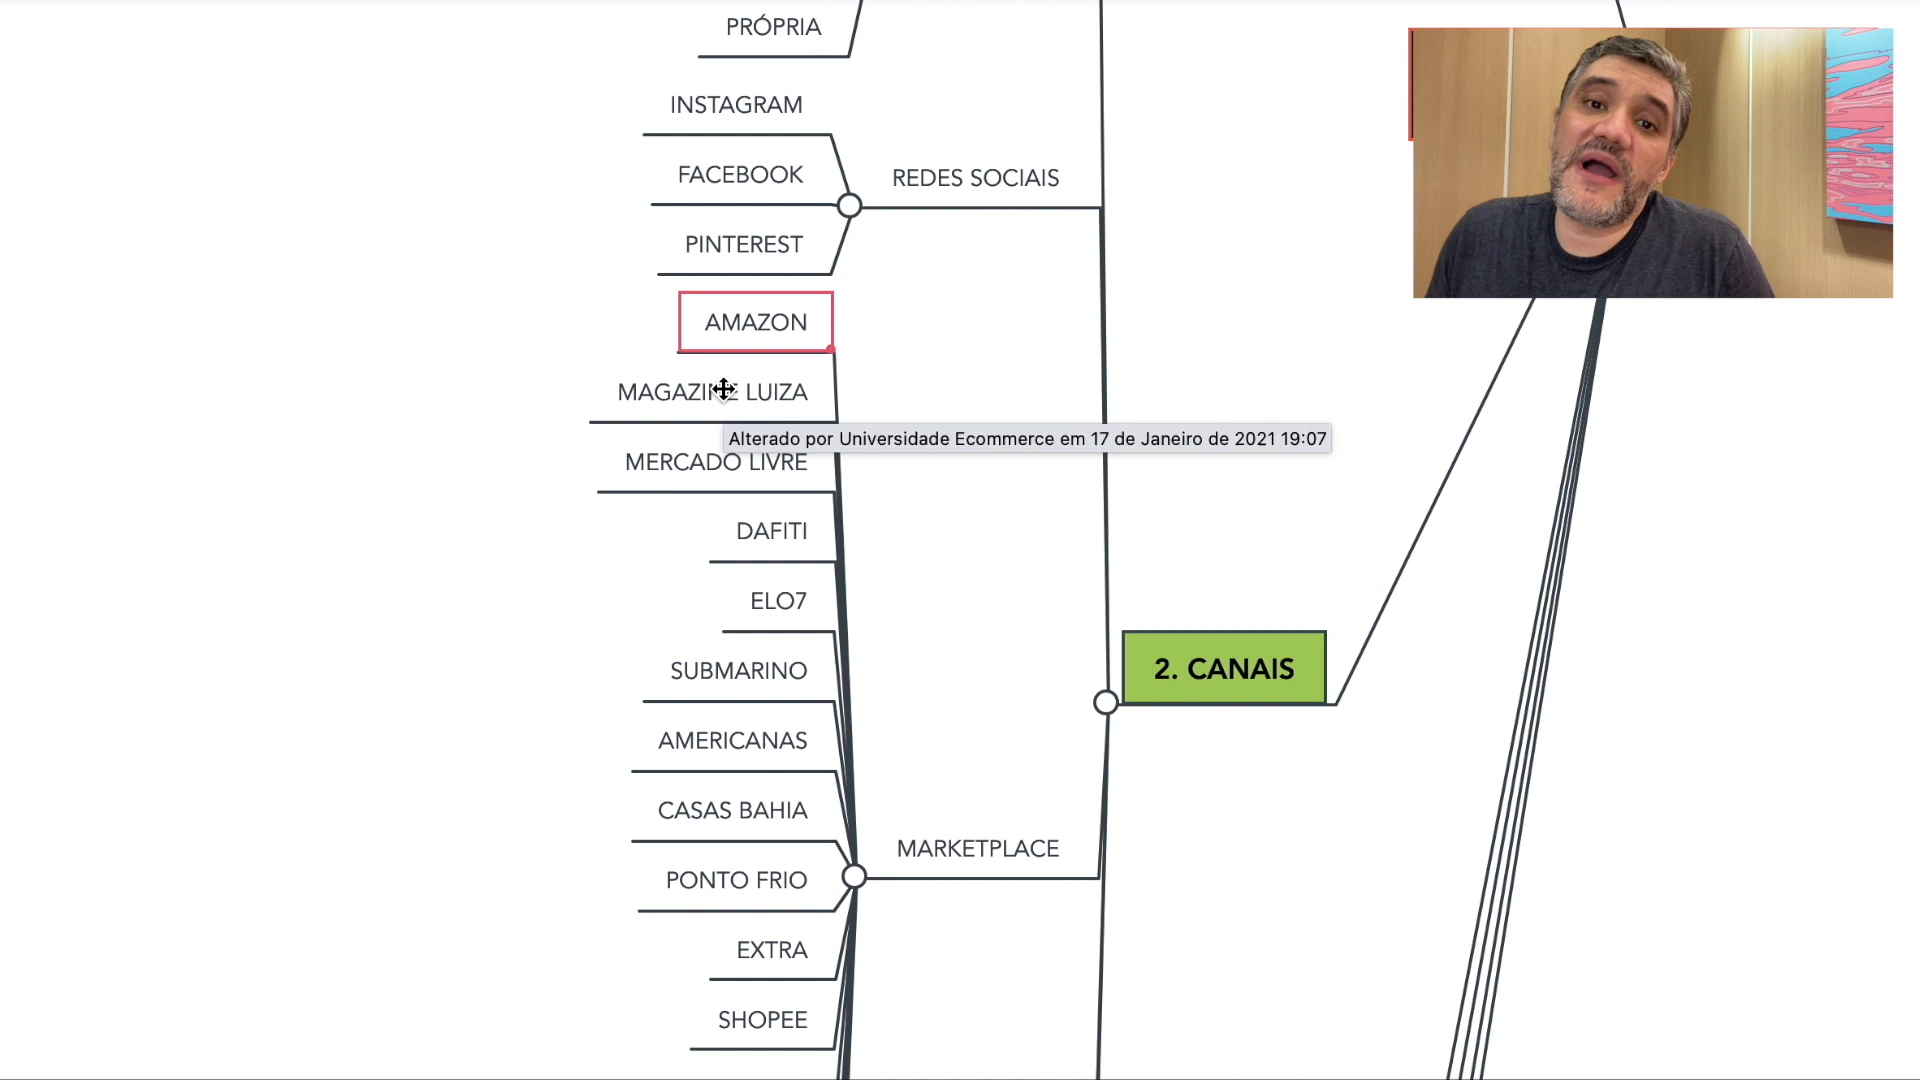 PRÓPRIA
INSTAGRAM
FACEBOOK
REDES SOCIAIS
PINTEREST
AMAZON
MAGAZINE LUIZA
Alterado por Universidade Ecommerce em 17 de Janeiro de 2021 19:07
MERCADO LIVRE
DAFITI
ELO7
SUBMARINO
2. CANAIS
AMERICANAS
CASAS BAHIA
MARKETPLACE
PONTO FRIO
EXTRA
SHOPEE